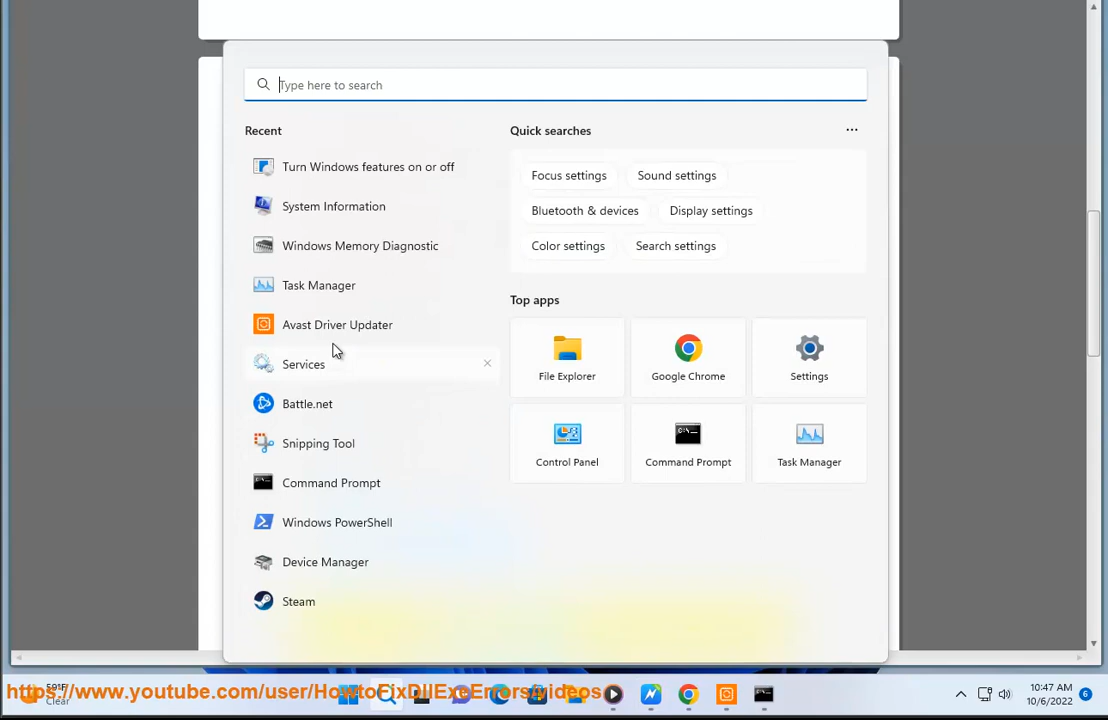 Type here to search
Recent
Quick searches
...
Turn Windows features on or off
Focus settings
Sound settings
System Information
Bluetooth & devices
Display settings
Windows Memory Diagnostic
Color settings
Search settings
Task Manager
Top apps
Avast Driver Updater
Services
File Explorer
Google Chrome
Settings
Battle.net
Snipping Tool
Control Panel
Command Prompt
Task Manager
Command Prompt
Windows PowerShell
Device Manager
Steam
https://www.youtube.com/user/HowtoFixDllExeErrors/videos
59°F
Clear
10:47 AM
10/6/2022
6